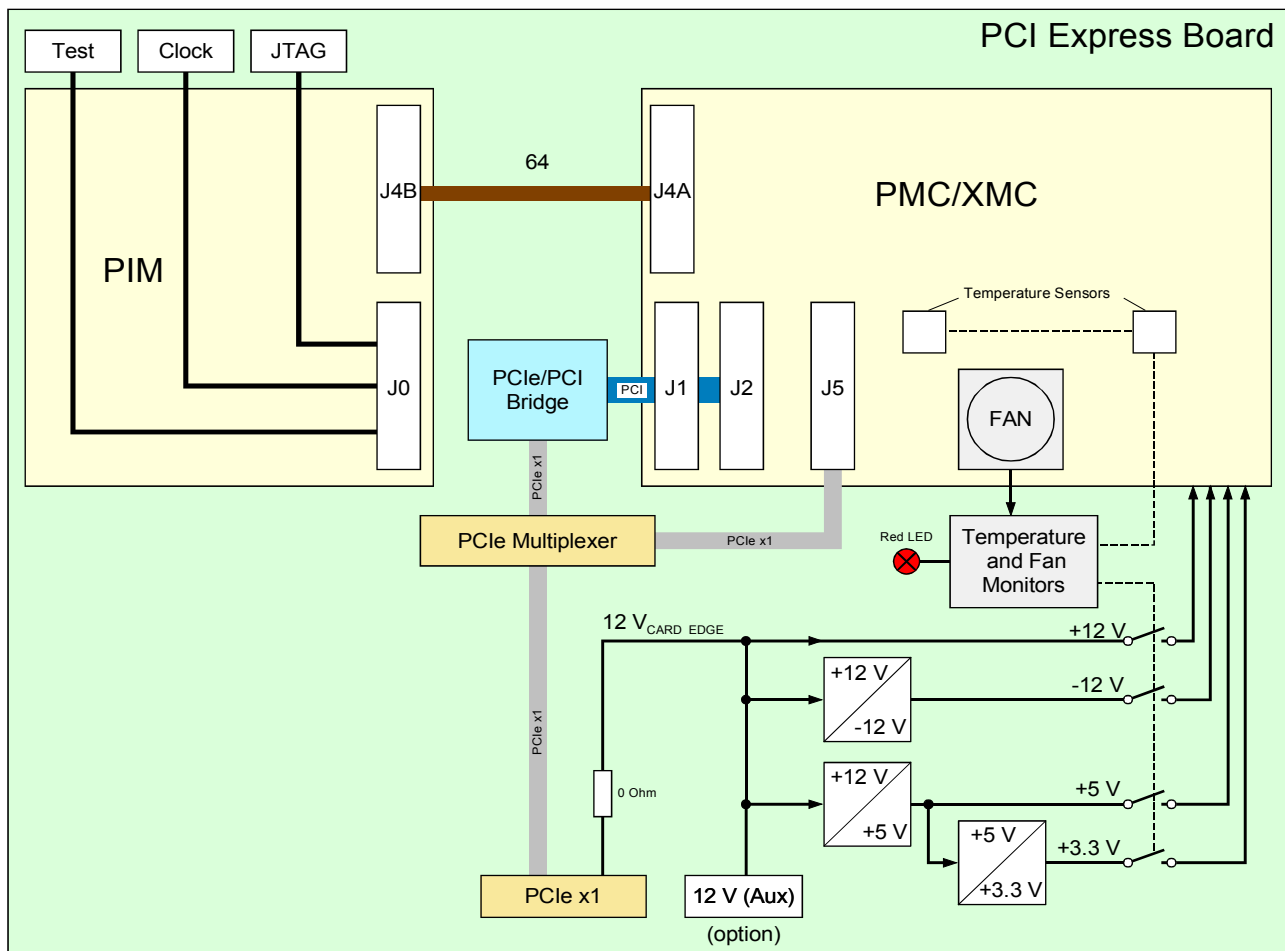 PCI Express Board
Test
Clock
JTAG
64
J4B
J4A
PMC/XMC
PIM
Temperature Sensors
J0
PCIe/PCI
Bridge
PCI
J1
J2
J5
FAN
PCIe x1
PCIe Multiplexer
PCIe x1
Red LED
Temperature
and Fan
Monitors
12 VCARD EDGE
+12 V
+12 V
-12 V
-12 V
PCIe x1
0 Ohm
+12 V
+5 V
+5 V
+5 V
+3.3 V
+3.3 V
PCIe x1
12 V (Aux)
(option)